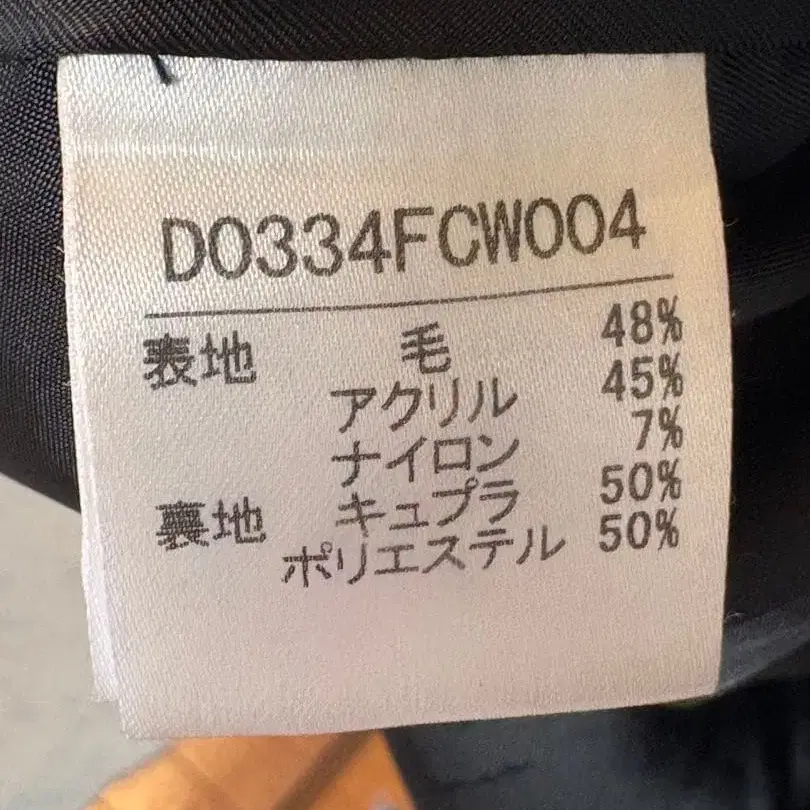 D0334FCW004
表地 毛 48%
アクリル 45%
ナイロン 7%
裏地 キュプラ 50%
ポリエステル 50%